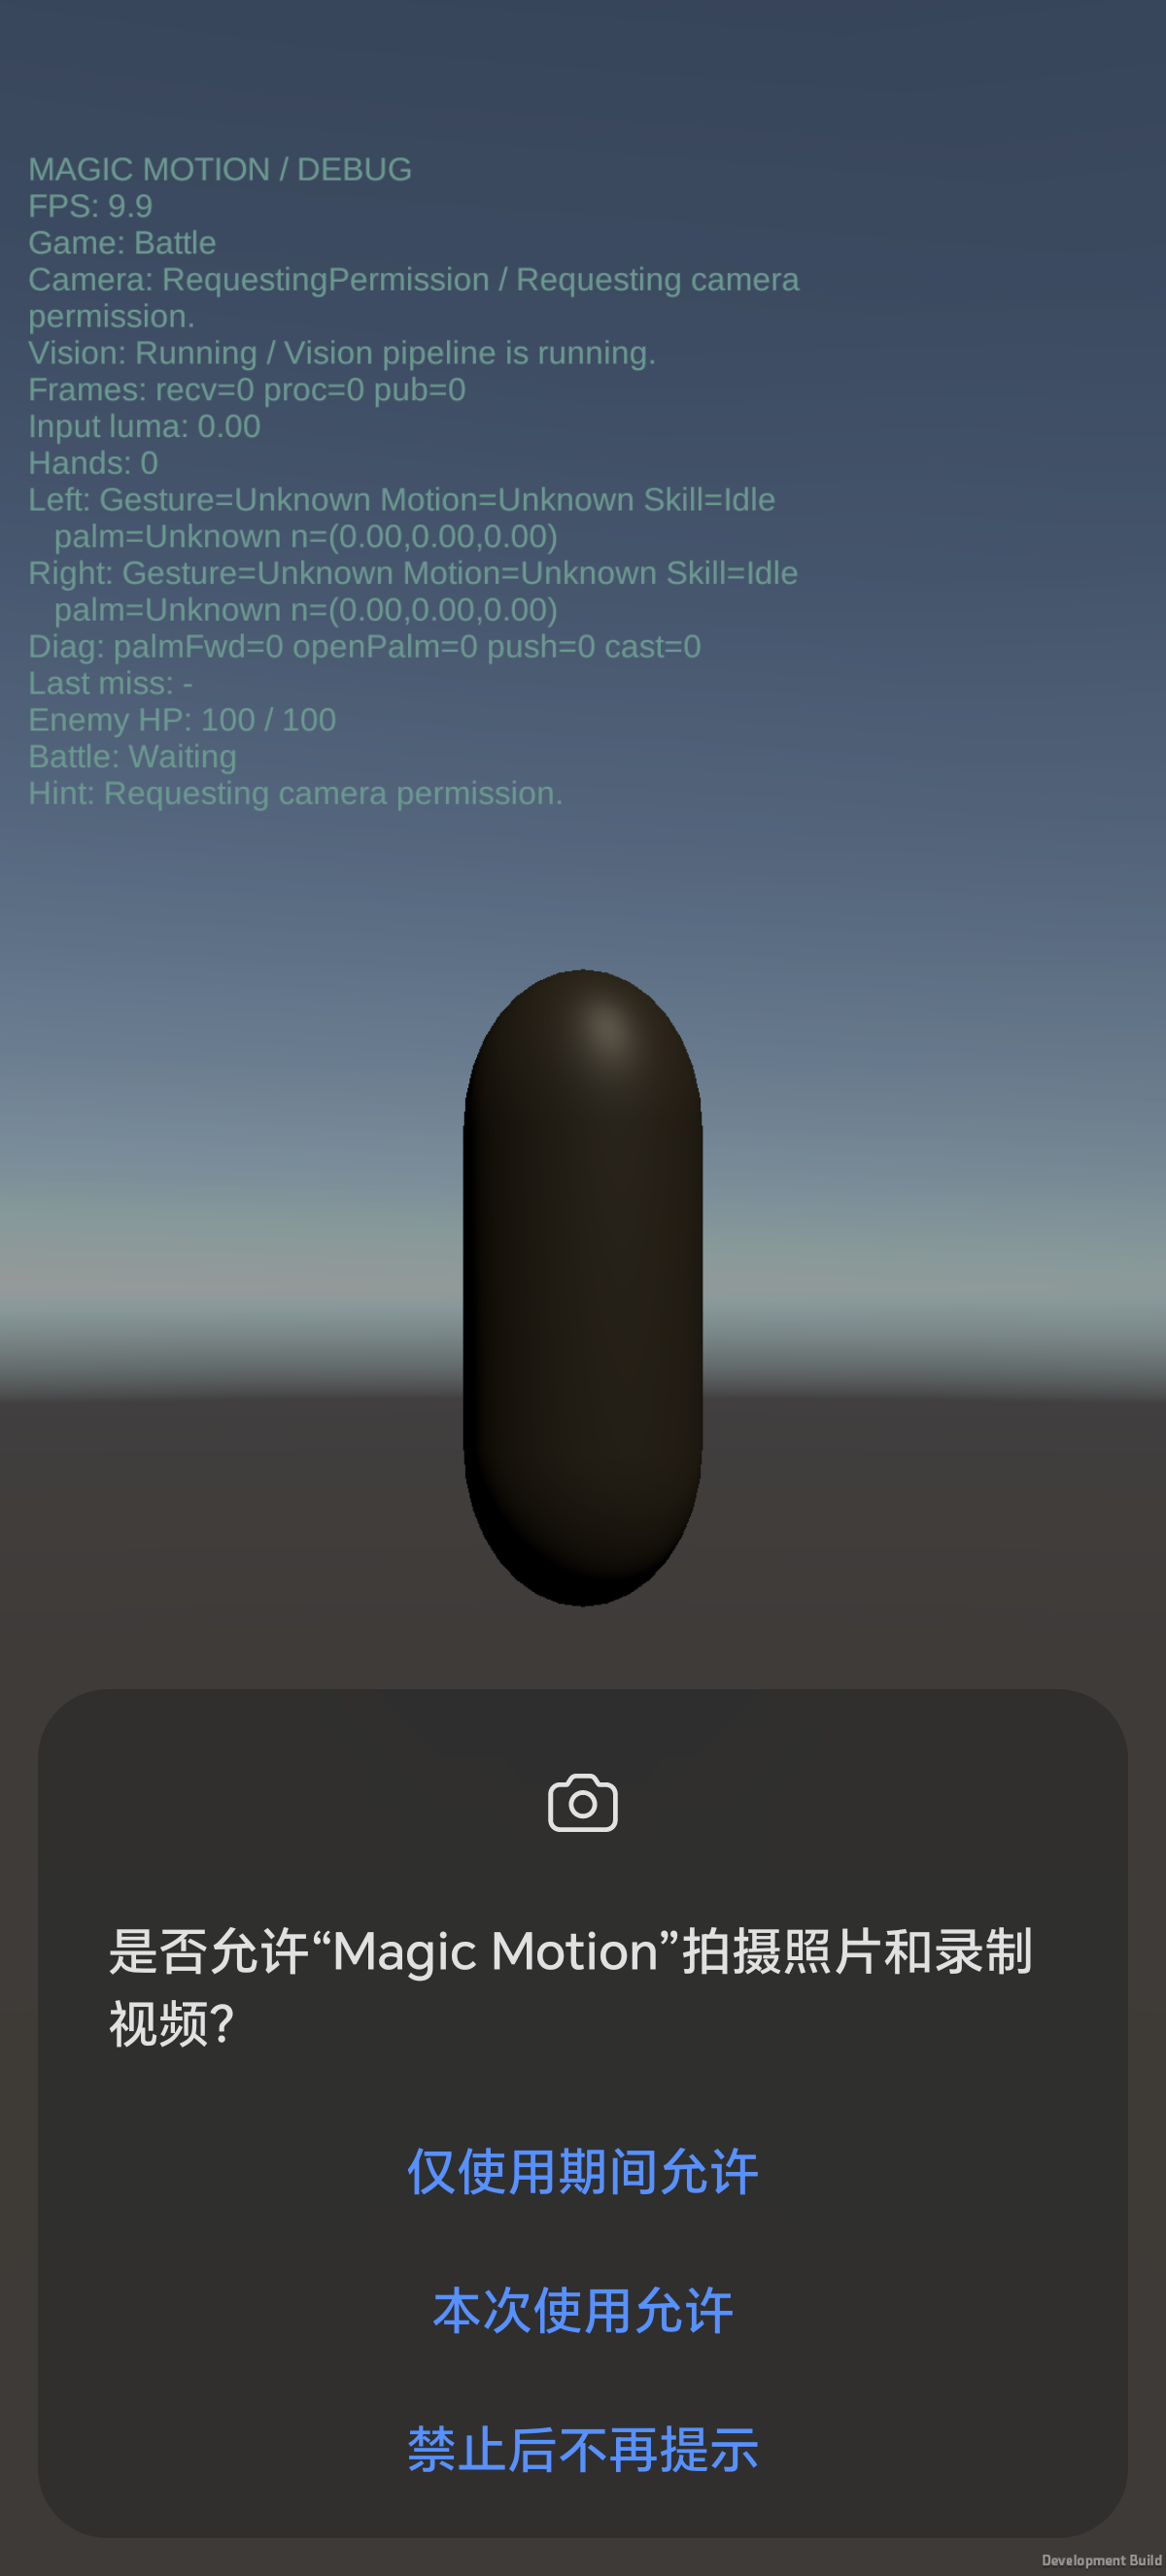 MAGIC MOTION / DEBUG
FPS: 9.9
Game: Battle
Camera: RequestingPermission / Requesting camera
permission.
Vision: Running / Vision pipeline is running.
Frames: recv=0 proc=0 pub=0
Input luma: 0.00
Hands: 0
Left: Gesture=Unknown Motion=Unknown Skill=Idle
palm=Unknown n=(0.00,0.00,0.00)
Right: Gesture=Unknown Motion=Unknown Skill=Idle
palm=Unknown n=(0.00,0.00,0.00)
Diag: palmFwd=0 openPalm=0 push=0 cast=0
Last miss: -
Enemy HP: 100 / 100
Battle: Waiting
Hint: Requesting camera permission.
是否允许“Magic Motion”拍摄照片和录制
视频？
仅使用期间允许
本次使用允许
禁止后不再提示
Development Build